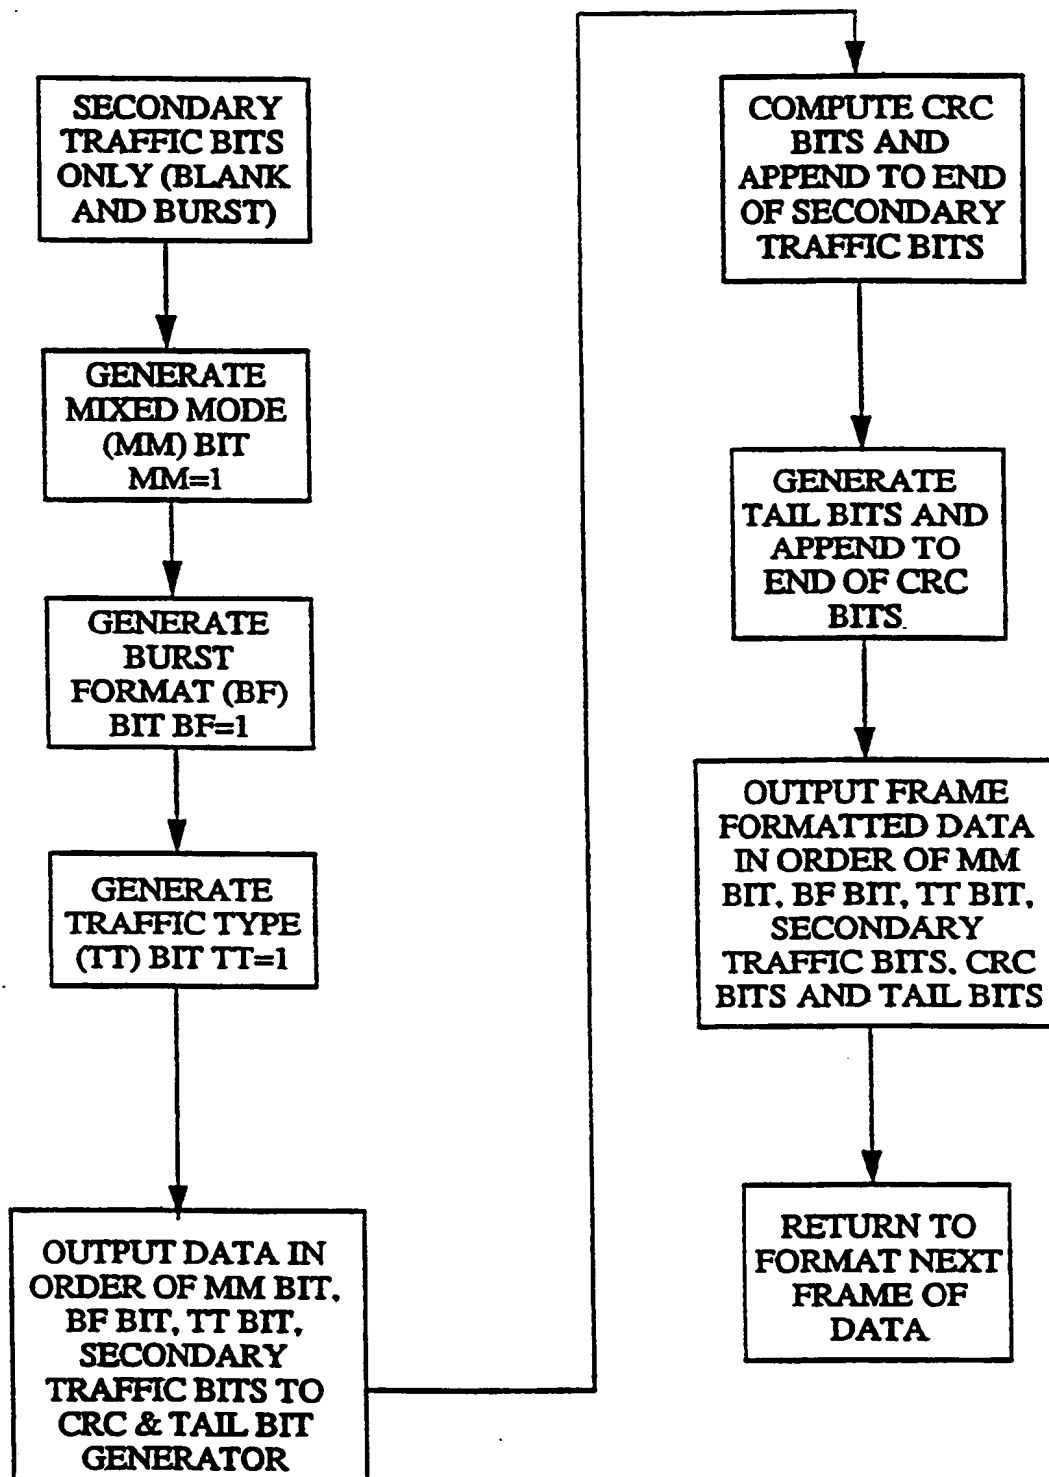 SECONDARY
TRAFFIC BITS
ONLY (BLANK
AND BURST)
GENERATE
MIXED MODE
(MM) BIT
MM=1
GENERATE
BURST
FORMAT (BF)
BIT BF=1
GENERATE
TRAFFIC TYPE
(TT) BIT TT=1
OUTPUT DATA IN
ORDER OF MM BIT,
BF BIT, TT BIT,
SECONDARY
TRAFFIC BITS TO
CRC & TAIL BIT
GENERATOR
COMPUTE CRC
BITS AND
APPEND TO END
OF SECONDARY
TRAFFIC BITS
GENERATE
TAIL BITS AND
APPEND TO
END OF CRC
BITS
OUTPUT FRAME
FORMATTED DATA
IN ORDER OF MM
BIT, BF BIT, TT BIT,
SECONDARY
TRAFFIC BITS, CRC
BITS AND TAIL BITS
RETURN TO
FORMAT NEXT
FRAME OF
DATA